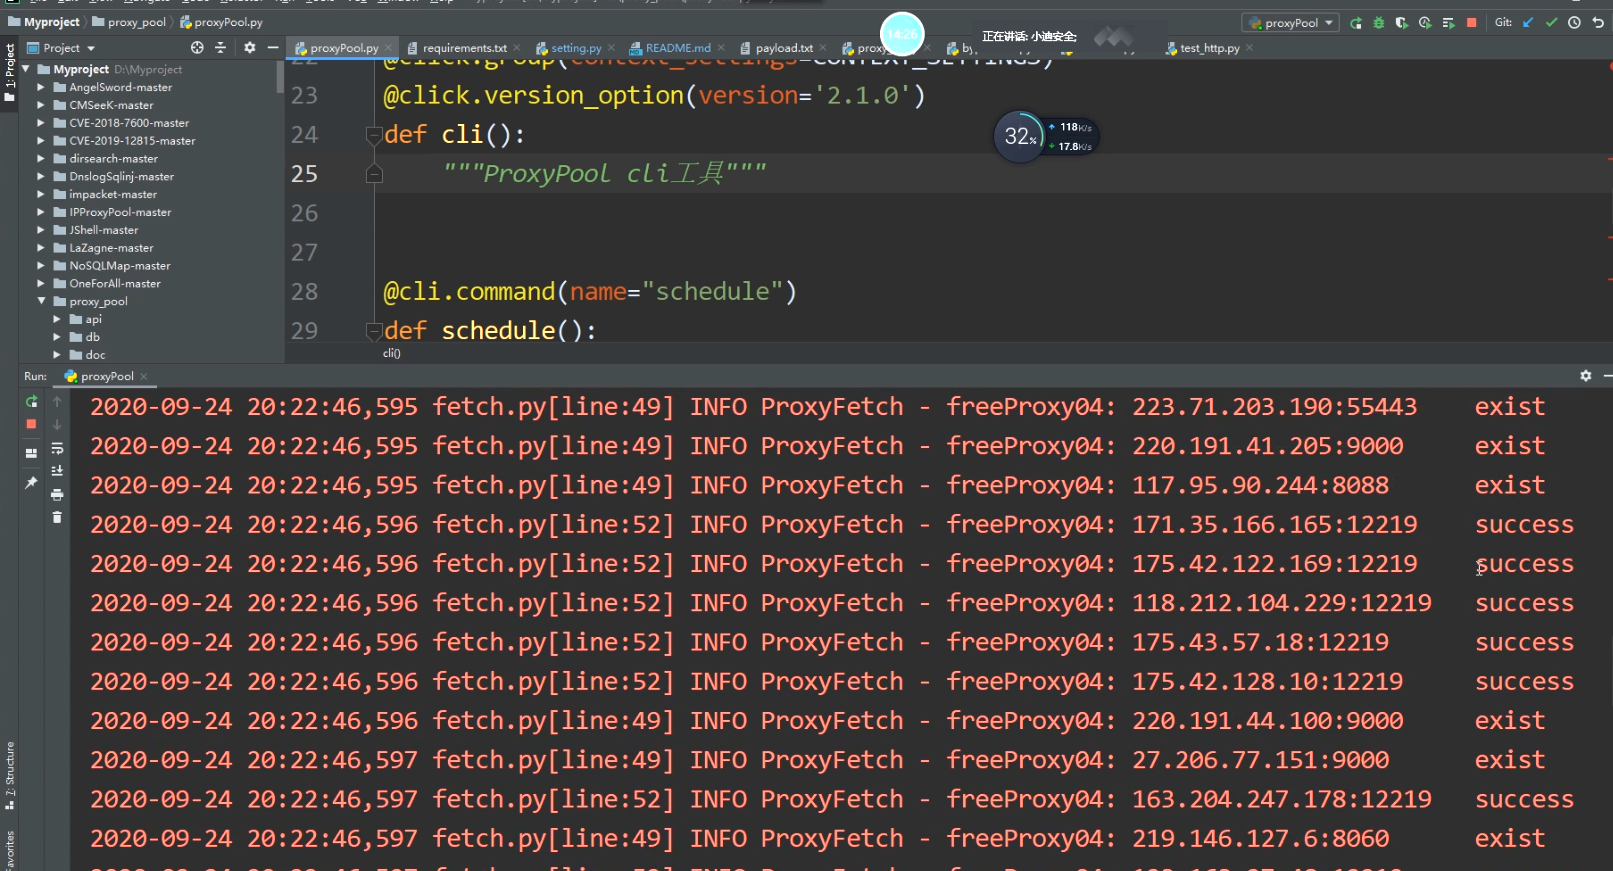 Myproject proxy_pool proxyPool.py
proxyPool
Git:
14:26
正在讲话: 小迪安全;
Project
proxyPool.py requirements.txt setting.py README.md payload.txt test_http.py
1: Project
Myproject D:\Myproject
AngelSword-master
CMSeeK-master
CVE-2018-7600-master
CVE-2019-12815-master
dirsearch-master
DnslogSqlinj-master
impacket-master
IPProxyPool-master
JShell-master
LaZagne-master
NoSQLMap-master
OneForAll-master
proxy_pool
api
db
doc
22 @click.group(context_settings=CONTEXT_SETTINGS)
23 @click.version_option(version='2.1.0')
24 def cli():
25 """ProxyPool cli工具"""
26
27
28 @cli.command(name="schedule")
29 def schedule():
cli()
32%
118K/s
17.8K/s
Run: proxyPool
2020-09-24 20:22:46,595 fetch.py[line:49] INFO ProxyFetch - freeProxy04: 223.71.203.190:55443 exist
2020-09-24 20:22:46,595 fetch.py[line:49] INFO ProxyFetch - freeProxy04: 220.191.41.205:9000 exist
2020-09-24 20:22:46,595 fetch.py[line:49] INFO ProxyFetch - freeProxy04: 117.95.90.244:8088 exist
2020-09-24 20:22:46,596 fetch.py[line:52] INFO ProxyFetch - freeProxy04: 171.35.166.165:12219 success
2020-09-24 20:22:46,596 fetch.py[line:52] INFO ProxyFetch - freeProxy04: 175.42.122.169:12219 success
2020-09-24 20:22:46,596 fetch.py[line:52] INFO ProxyFetch - freeProxy04: 118.212.104.229:12219 success
2020-09-24 20:22:46,596 fetch.py[line:52] INFO ProxyFetch - freeProxy04: 175.43.57.18:12219 success
2020-09-24 20:22:46,596 fetch.py[line:52] INFO ProxyFetch - freeProxy04: 175.42.128.10:12219 success
2020-09-24 20:22:46,596 fetch.py[line:49] INFO ProxyFetch - freeProxy04: 220.191.44.100:9000 exist
2020-09-24 20:22:46,597 fetch.py[line:49] INFO ProxyFetch - freeProxy04: 27.206.77.151:9000 exist
2020-09-24 20:22:46,597 fetch.py[line:52] INFO ProxyFetch - freeProxy04: 163.204.247.178:12219 success
2020-09-24 20:22:46,597 fetch.py[line:49] INFO ProxyFetch - freeProxy04: 219.146.127.6:8060 exist
7: Structure
Favorites